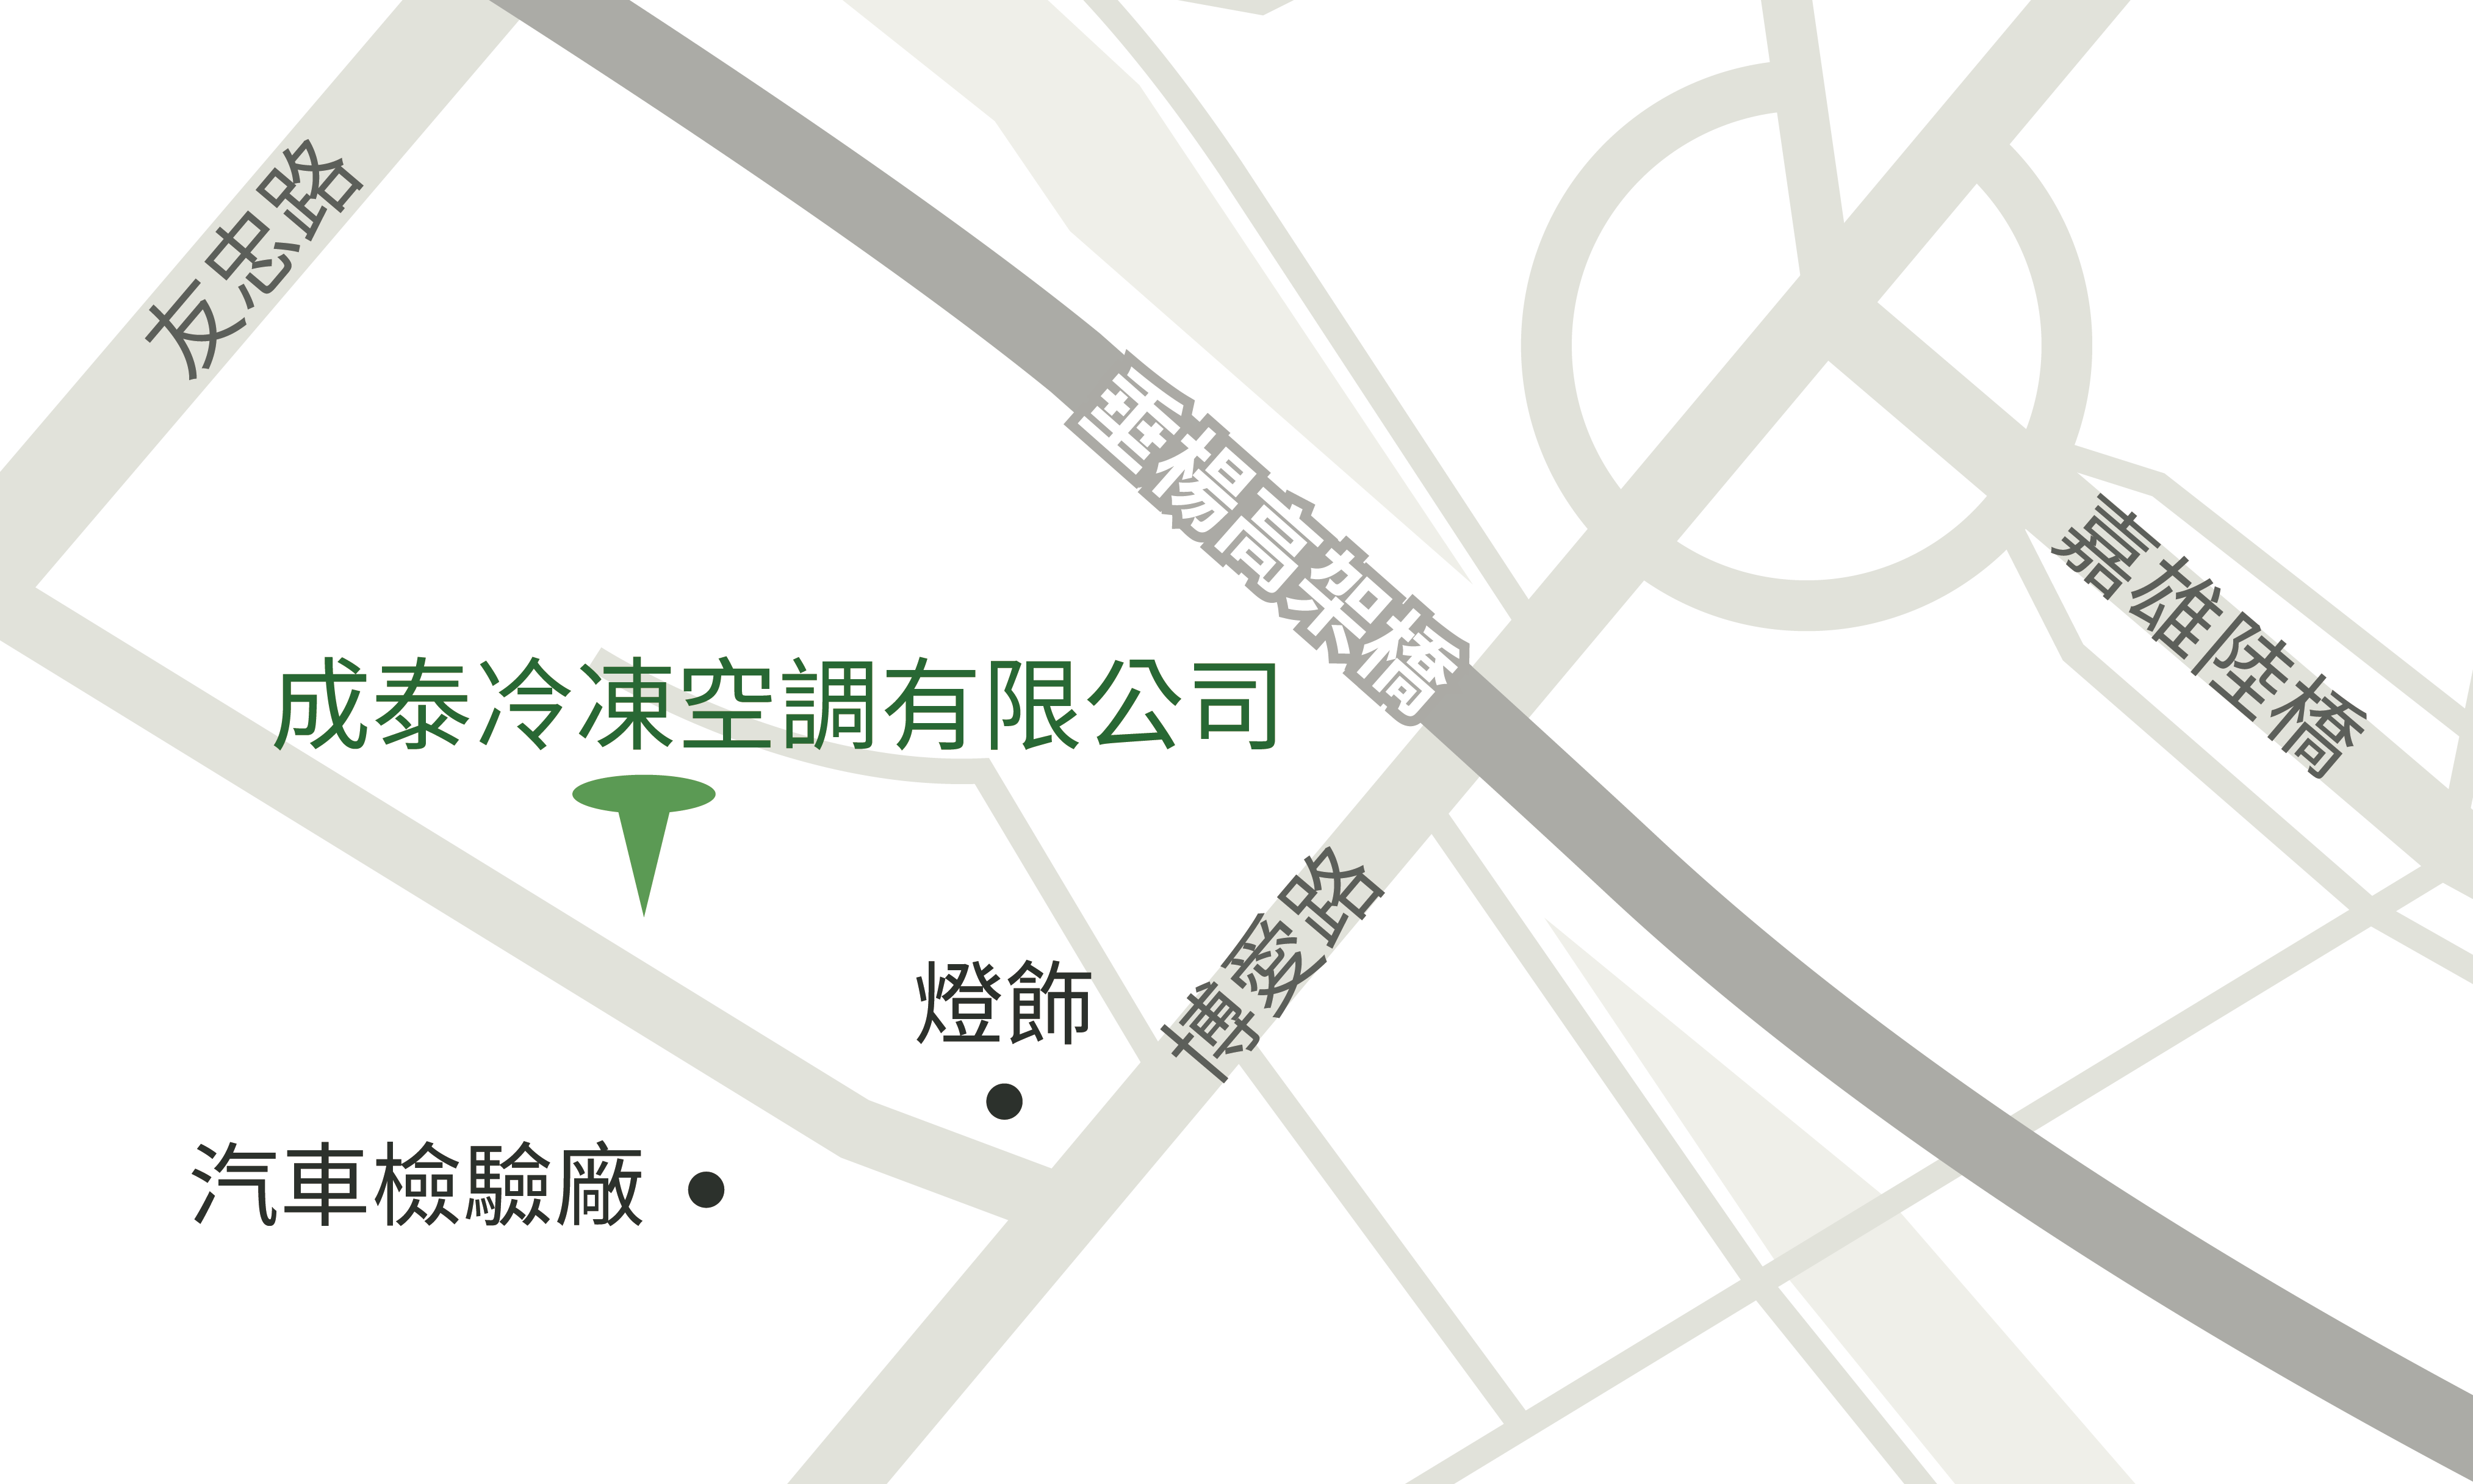 友忠路
垂楊高架橋
嘉雄陸橋
成泰冷凍空調有限公司
博愛路
燈飾
汽車檢驗廠